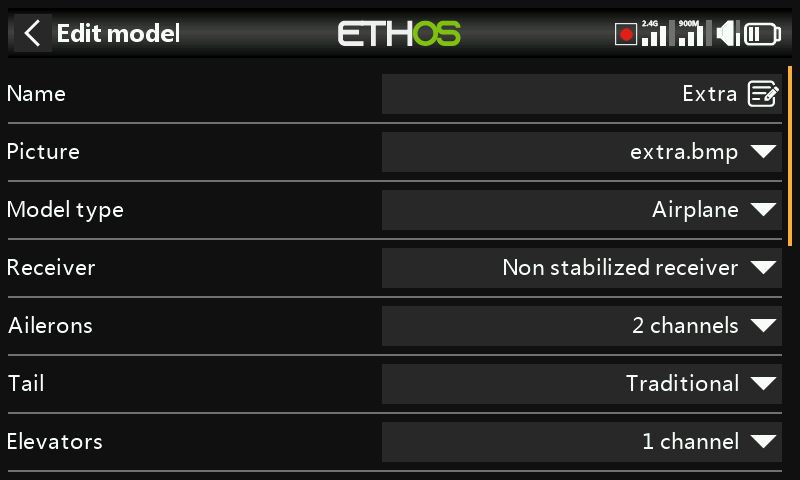 Edit model
ETHOS
2.4G
900M
Name
Extra
Picture
extra.bmp
Model type
Airplane
Receiver
Non stabilized receiver
Ailerons
2 channels
Tail
Traditional
Elevators
1 channel